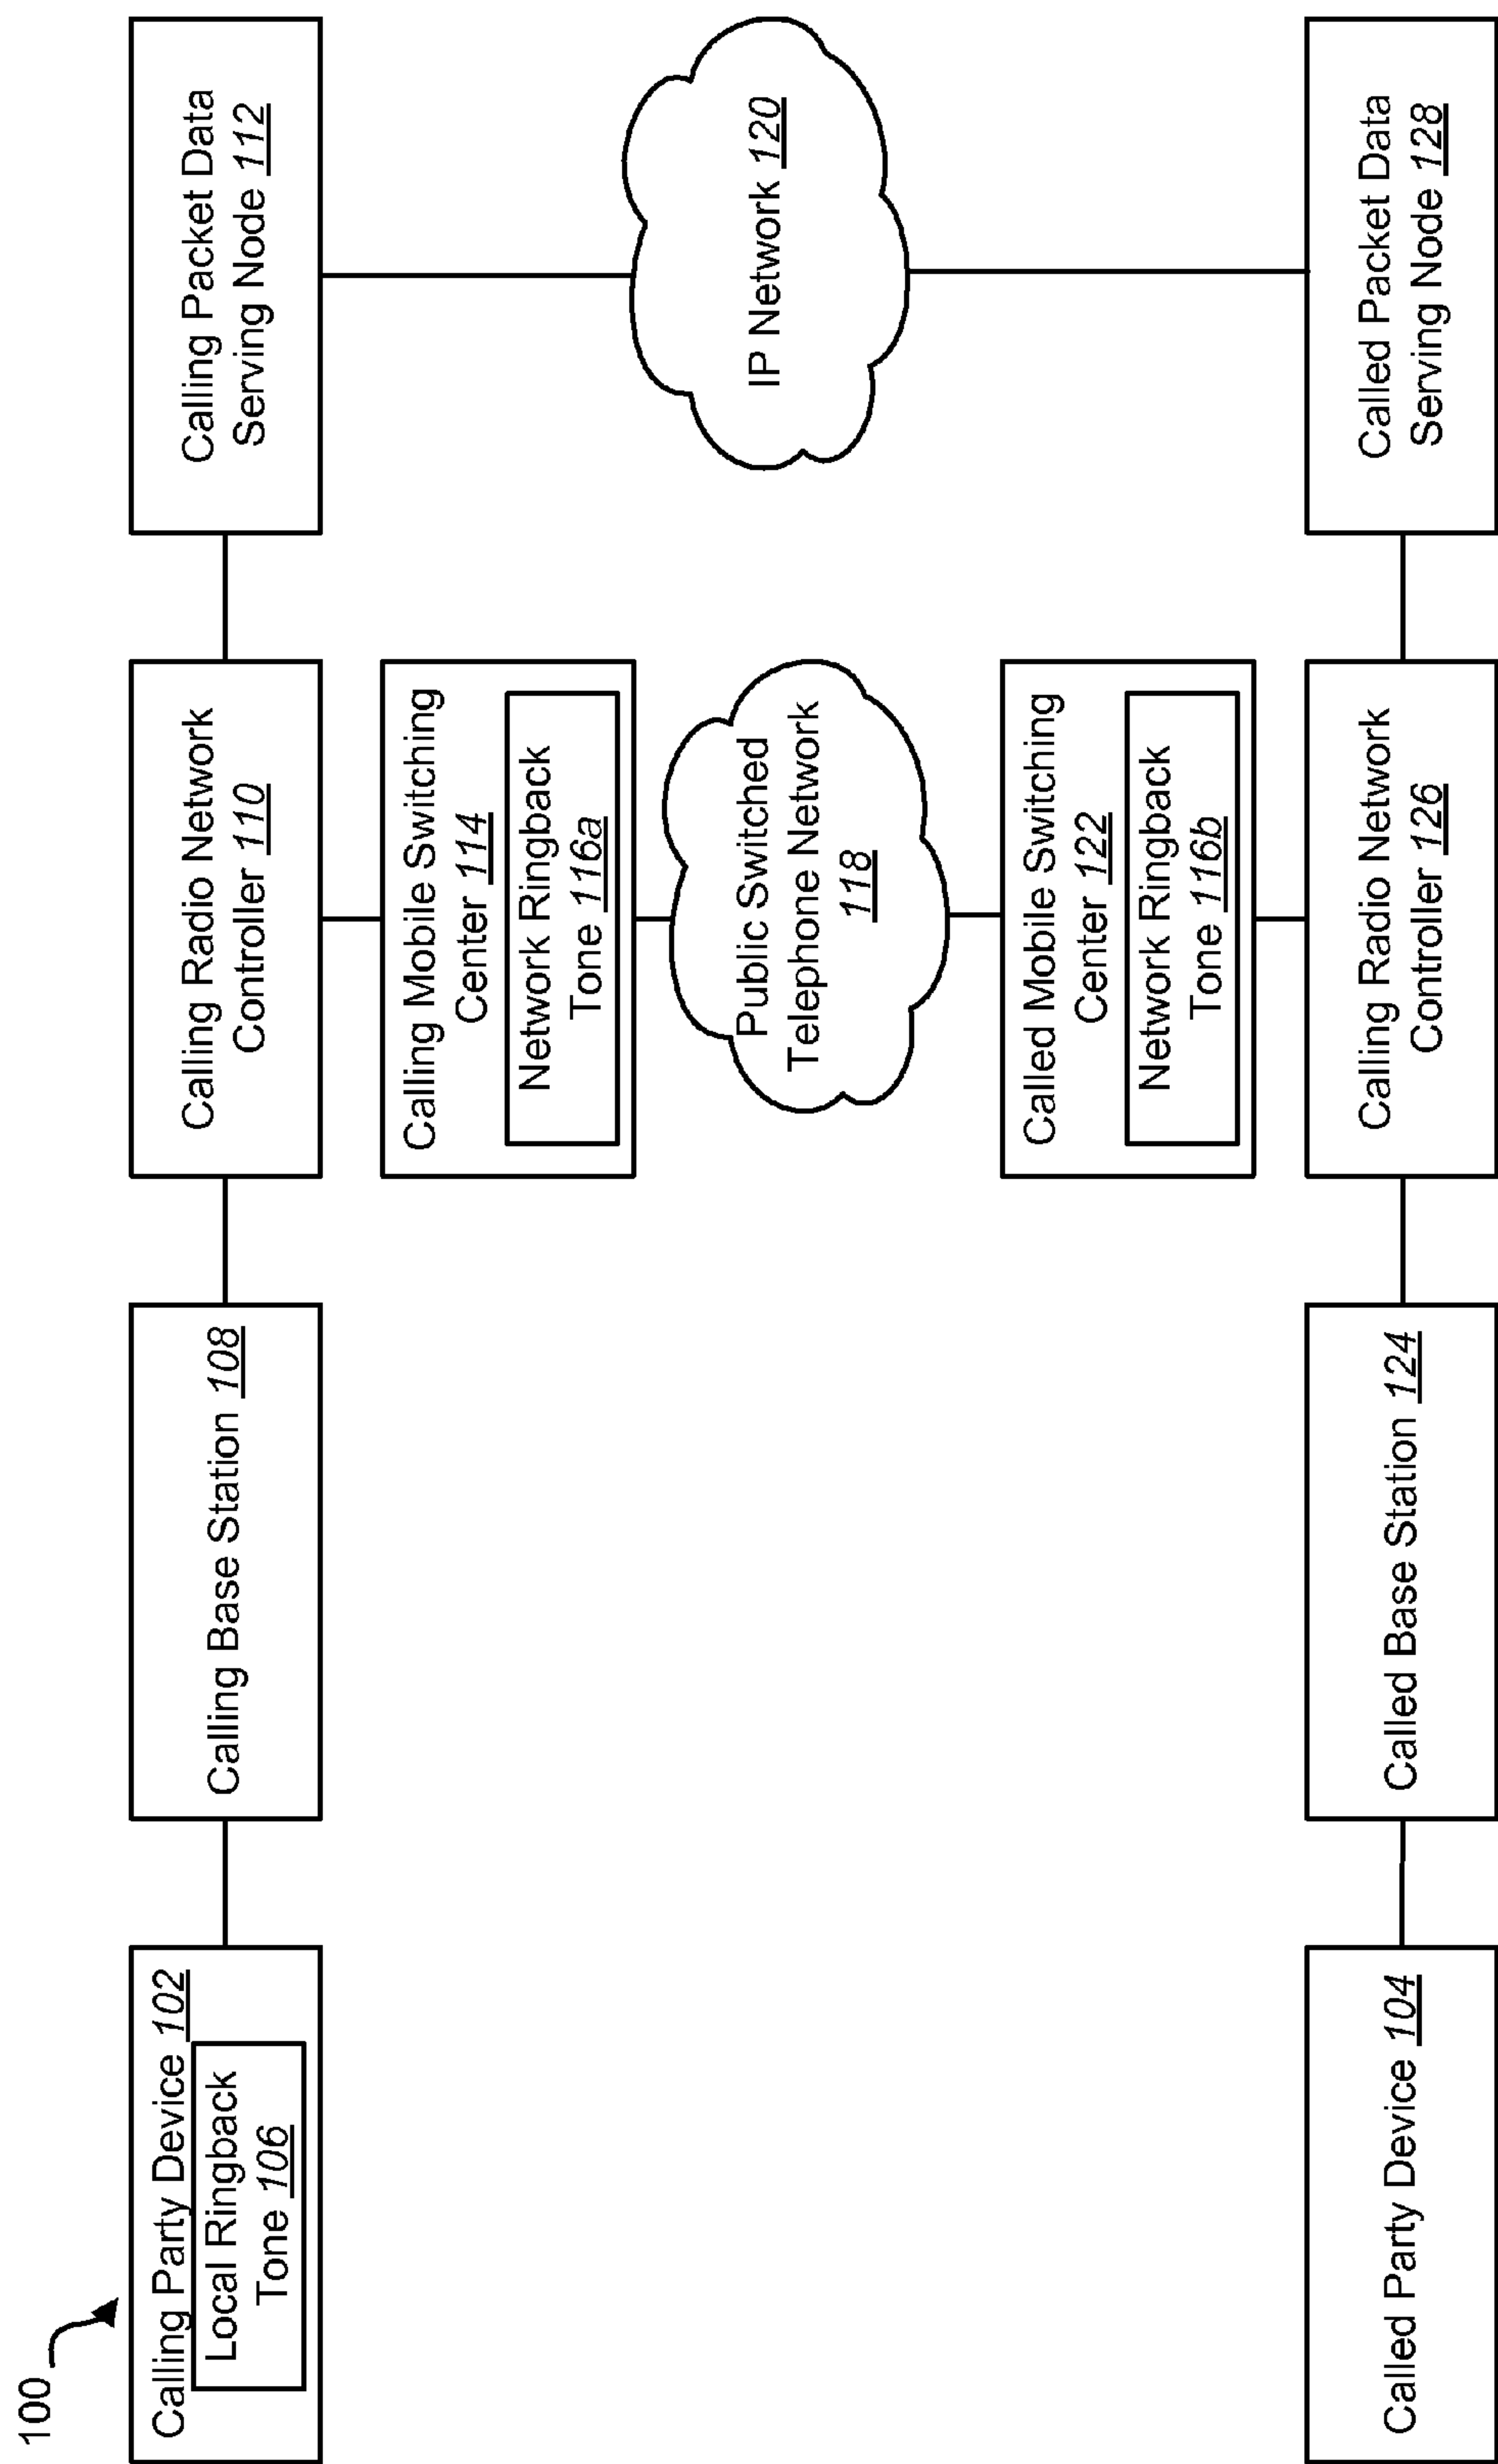 100
Calling Party Device 102
Local Ringback
Tone 106
Calling Base Station 108
Calling Radio Network
Controller 110
Calling Packet Data
Serving Node 112
Calling Mobile Switching
Center 114
Network Ringback
Tone 116a
Public Switched
Telephone Network
118
IP Network 120
Called Mobile Switching
Center 122
Network Ringback
Tone 116b
Called Party Device 104
Called Base Station 124
Calling Radio Network
Controller 126
Called Packet Data
Serving Node 128